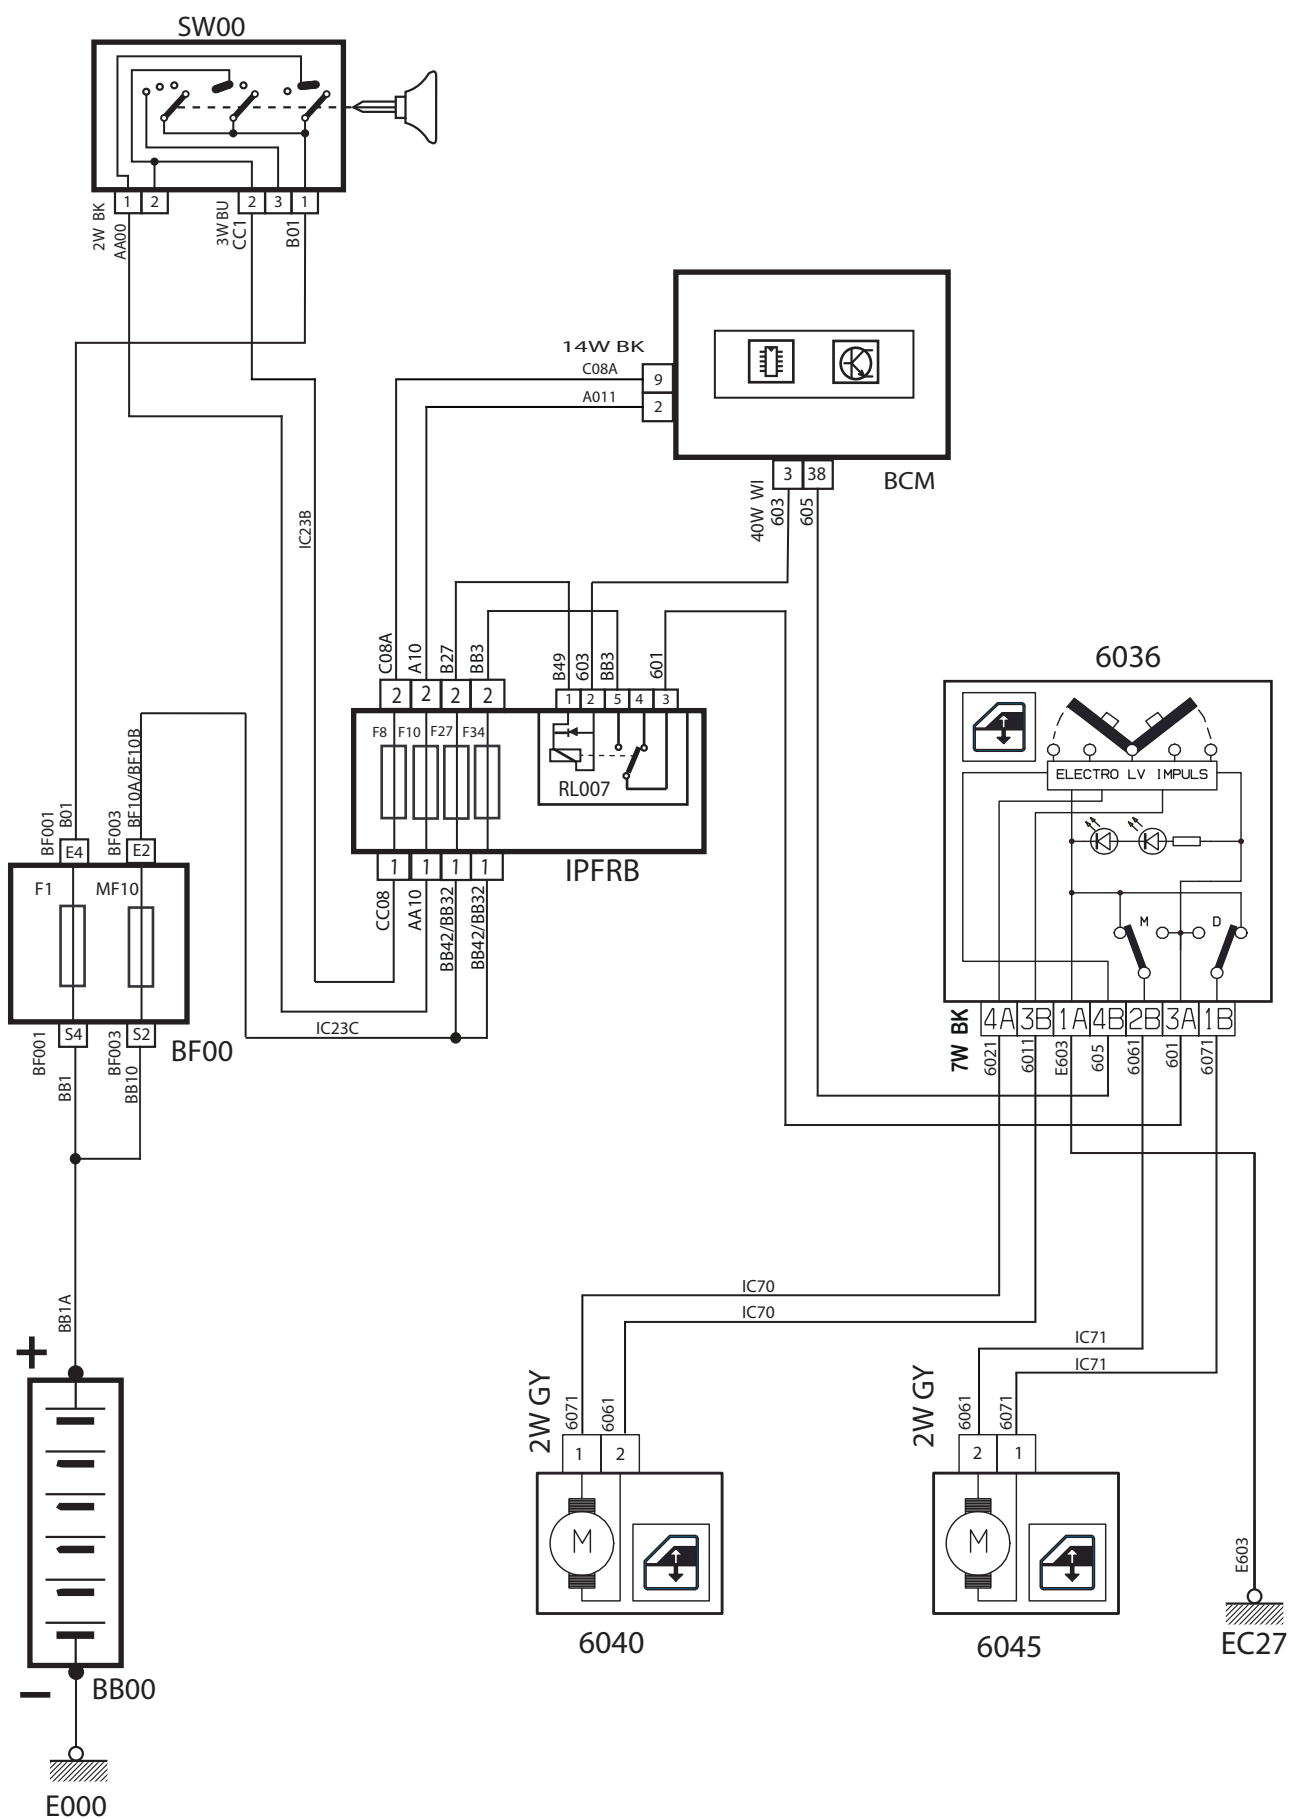 SW00
1 2 2 3 1
2W BK
AA00
3W BU
CC1
B01
14W BK
C08A
9
A011
2
BCM
3 38
40W WI
603
605
IC23B
C08A
A10
B27
BB3
B49
603
BB3
601
2 2 2 2
1 2 5 4 3
F8 F10 F27 F34
RL007
1 1 1 1
IPFRB
CC08
AA10
BB42/BB32
BB42/BB32
IC23C
6036
ELECTRO LV IMPULS
M
D
7W BK
4A 3B 1A 4B 2B 3A 1B
6021
6011
E603
605
6061
601
6071
BF001
B01
BF003
BF10A/BF10B
E4 E2
F1 MF10
S4 S2
BF00
BF001
BB1
BF003
BB10
BB1A
+
−
BB00
E000
IC70
IC70
IC71
IC71
2W GY
6071
6061
1 2
M
6040
2W GY
6061
6071
2 1
M
6045
E603
EC27